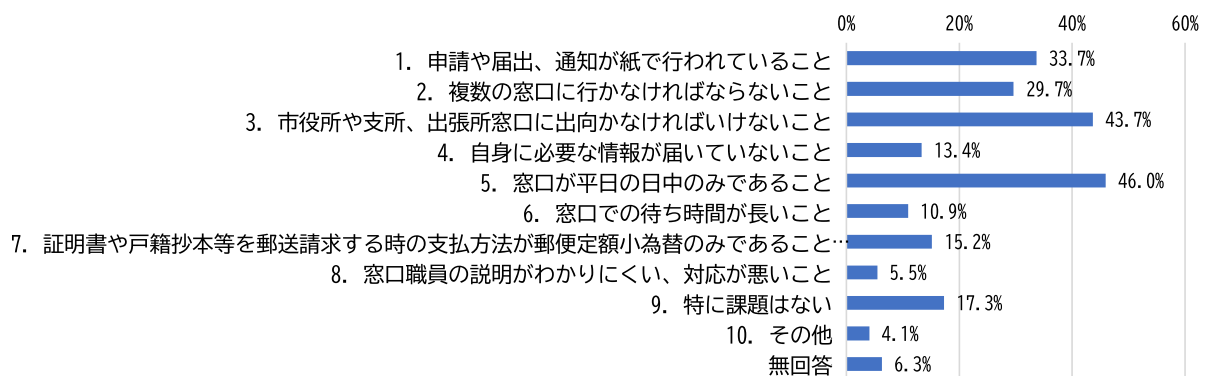 0% 20% 40% 60%
1. 申請や届出、通知が紙で行われていること 33.7%
2. 複数の窓口に行かなければならないこと 29.7%
3. 市役所や支所、出張所窓口に出向かなければいけないこと 43.7%
4. 自身に必要な情報が届いていないこと 13.4%
5. 窓口が平日の日中のみであること 46.0%
6. 窓口での待ち時間が長いこと 10.9%
7. 証明書や戸籍抄本等を郵送請求する時の支払方法が郵便定額小為替のみであること… 15.2%
8. 窓口職員の説明がわかりにくい、対応が悪いこと 5.5%
9. 特に課題はない 17.3%
10. その他 4.1%
無回答 6.3%